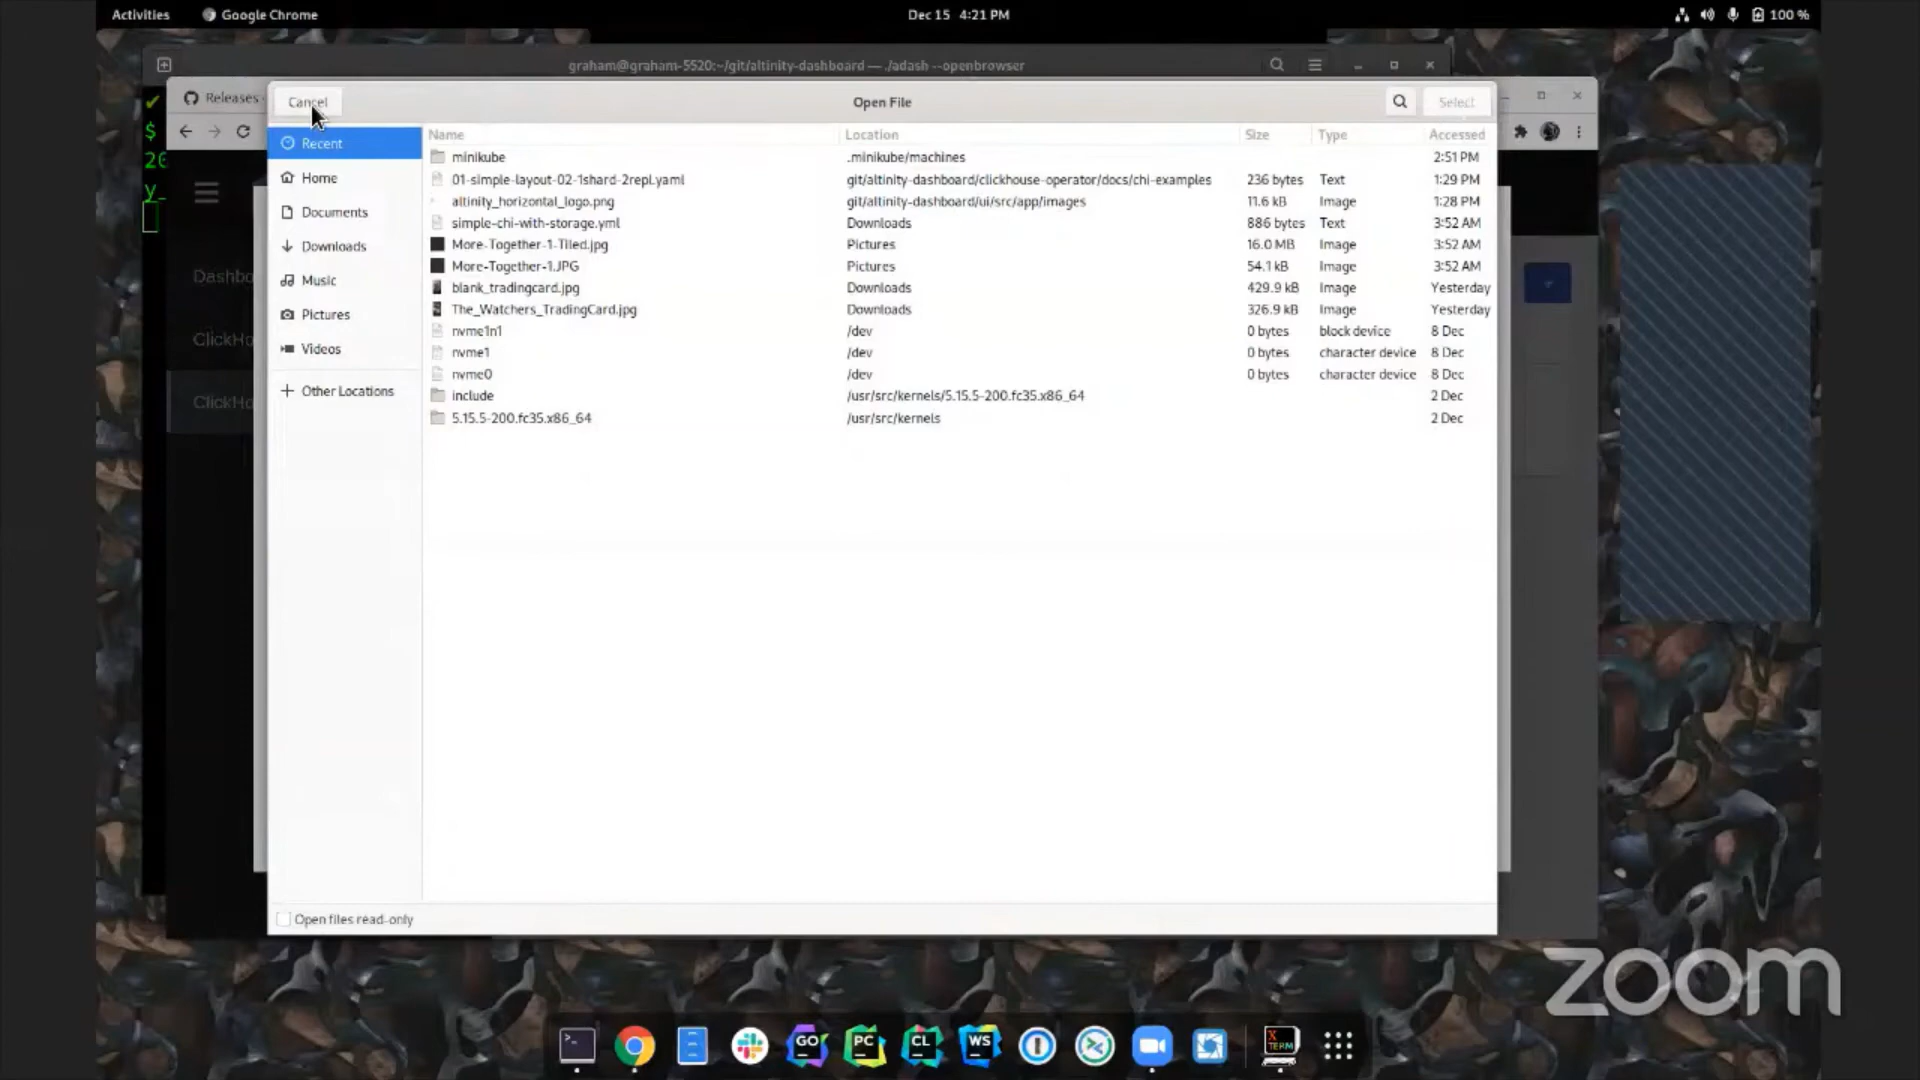 Activities Google Chrome Dec 15 4:21 PM 100 %
graham@graham-5520:~/git/altinity-dashboard — ./adash --openbrowser
Releases
Cancel Open File Select
$
Recent
Home
Documents
Downloads
Music
Pictures
Videos
Other Locations
Dashbo
ClickHo
ClickHo
Name Location Size Type Accessed
minikube .minikube/machines 2:51 PM
01-simple-layout-02-1shard-2repl.yaml git/altinity-dashboard/clickhouse-operator/docs/chi-examples 236 bytes Text 1:29 PM
altinity_horizontal_logo.png git/altinity-dashboard/ui/src/app/images 11.6 kB Image 1:28 PM
simple-chi-with-storage.yml Downloads 886 bytes Text 3:52 AM
More-Together-1-Tiled.jpg Pictures 16.0 MB Image 3:52 AM
More-Together-1.JPG Pictures 54.1 kB Image 3:52 AM
blank_tradingcard.jpg Downloads 429.9 kB Image Yesterday
The_Watchers_TradingCard.jpg Downloads 326.9 kB Image Yesterday
nvme1n1 /dev 0 bytes block device 8 Dec
nvme1 /dev 0 bytes character device 8 Dec
nvme0 /dev 0 bytes character device 8 Dec
include /usr/src/kernels/5.15.5-200.fc35.x86_64 2 Dec
5.15.5-200.fc35.x86_64 /usr/src/kernels 2 Dec
Open files read-only
zoom
GO PC CL WS X TERM